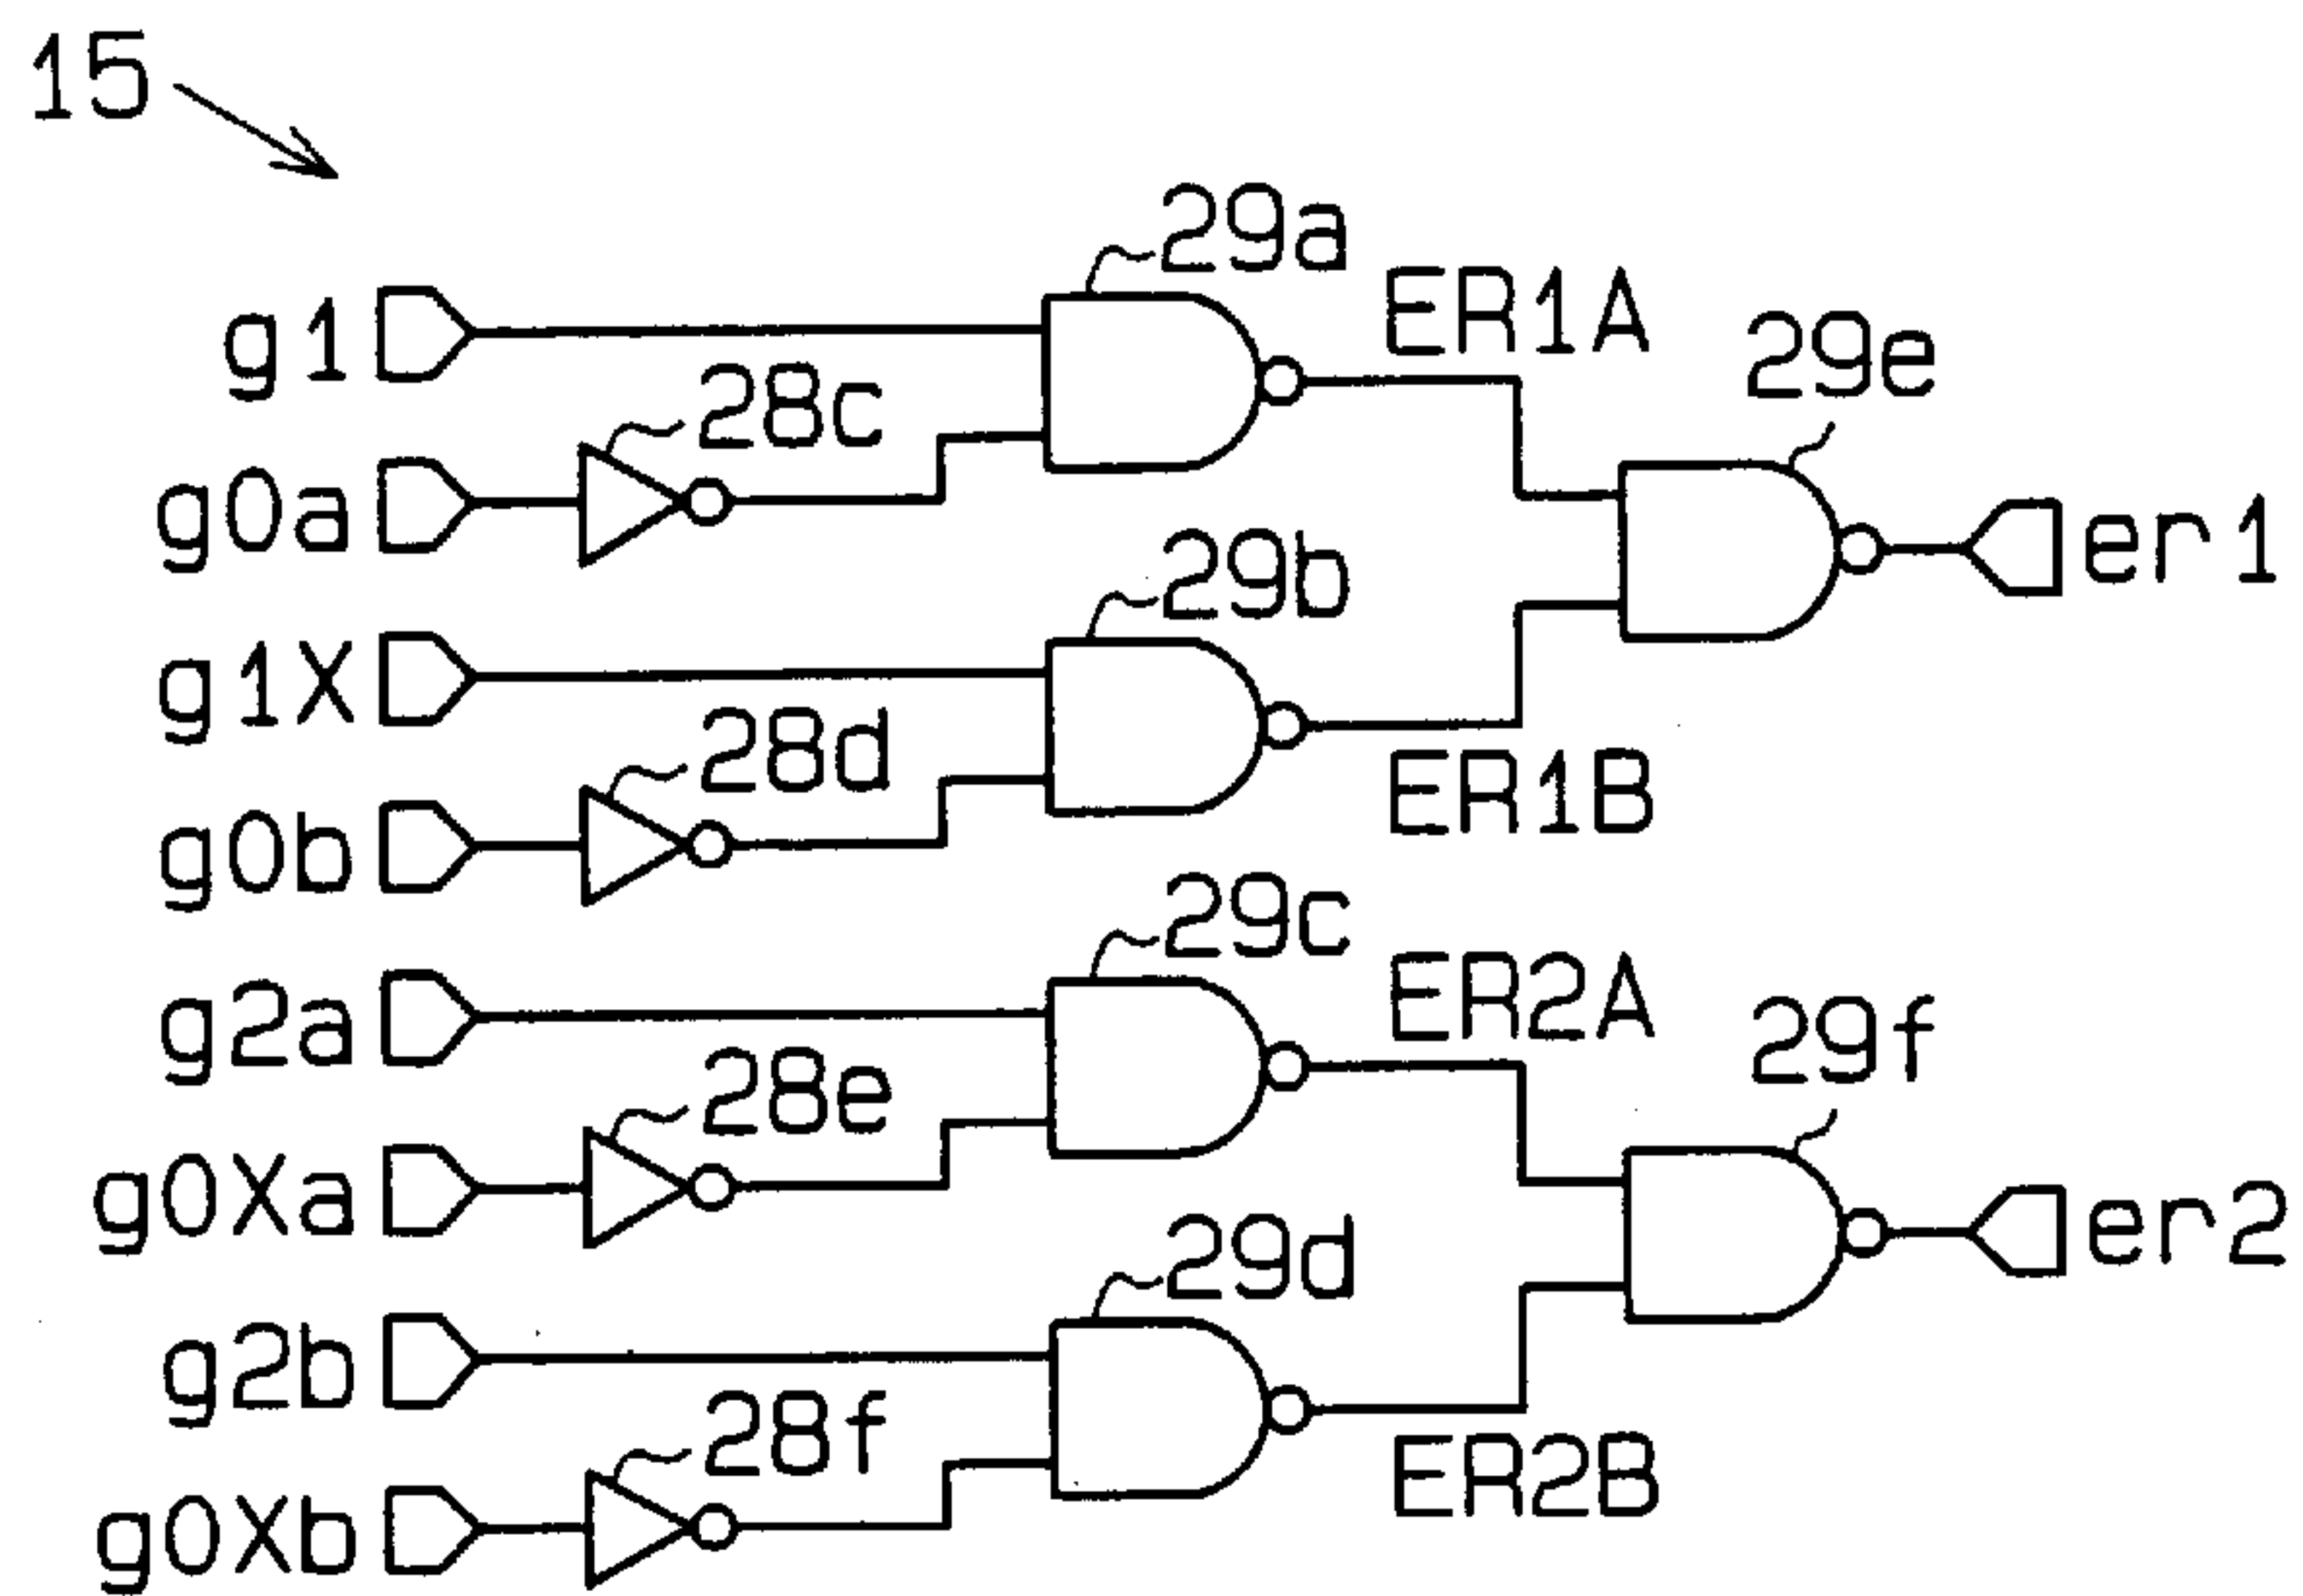 15
29a
ER1A
g1
29e
28c
g0a
er1
29b
g1X
28d
ER1B
g0b
29c
ER2A
g2a
29f
28e
g0Xa
er2
29d
g2b
28f
ER2B
g0Xb